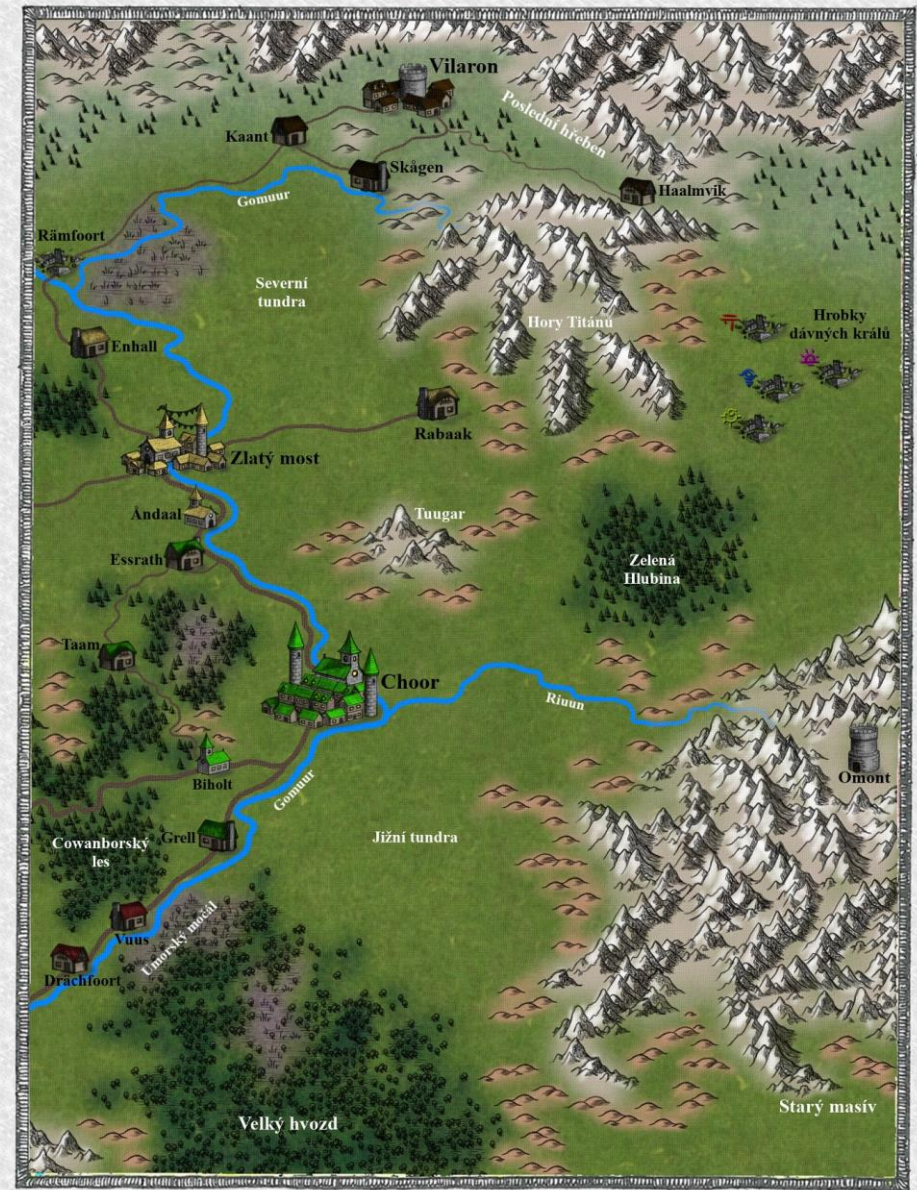 Vilaron
Poslední hřeben
Kaant
Skågen
Haalmvik
Gomuur
Rämfoort
Severní
tundra
Hory Titánů
Hrobky
dávných králů
Enhall
Rabaak
Zlatý most
Åndaal
Tuugar
Essrath
Zelená
Hlubina
Taam
Choor
Riuun
Omont
Biholt
Gomuur
Grell
Cowanborský
les
Jižní tundra
Vuus
Úmorský močál
Drachfoort
Velký hvozd
Starý masív